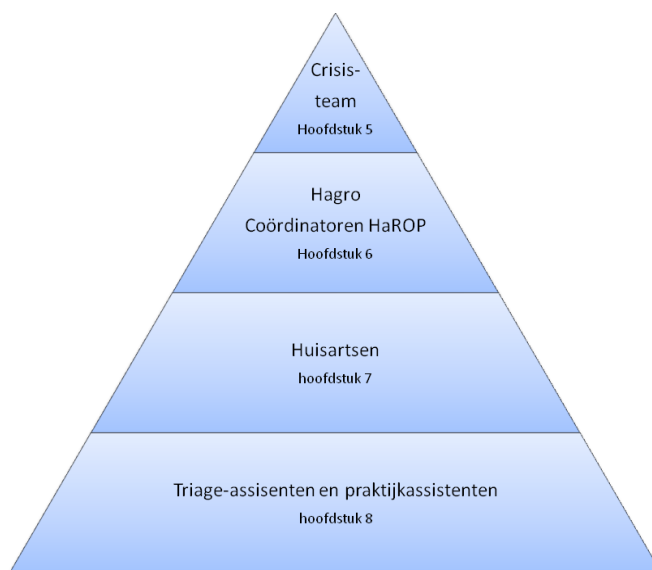 Crisis-
team
Hoofdstuk 5
Hagro
Coördinatoren HaROP
Hoofdstuk 6
Huisartsen
hoofdstuk 7
Triage-assisenten en praktijkassistenten
hoofdstuk 8